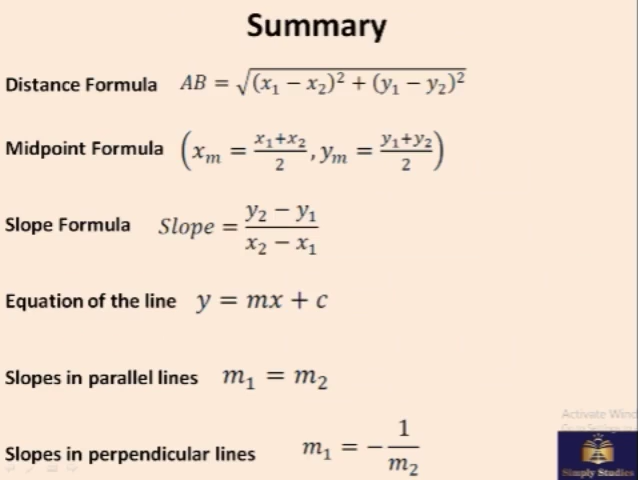 Summary
Distance Formula AB = √(x₁ − x₂)² + (y₁ − y₂)²
Midpoint Formula (xₘ = x₁+x₂/2 , yₘ = y₁+y₂/2)
Slope Formula Slope = y₂ − y₁/x₂ − x₁
Equation of the line y = mx + c
Slopes in parallel lines m₁ = m₂
Slopes in perpendicular lines m₁ = −1/m₂
Activate Wind
Simply Studies